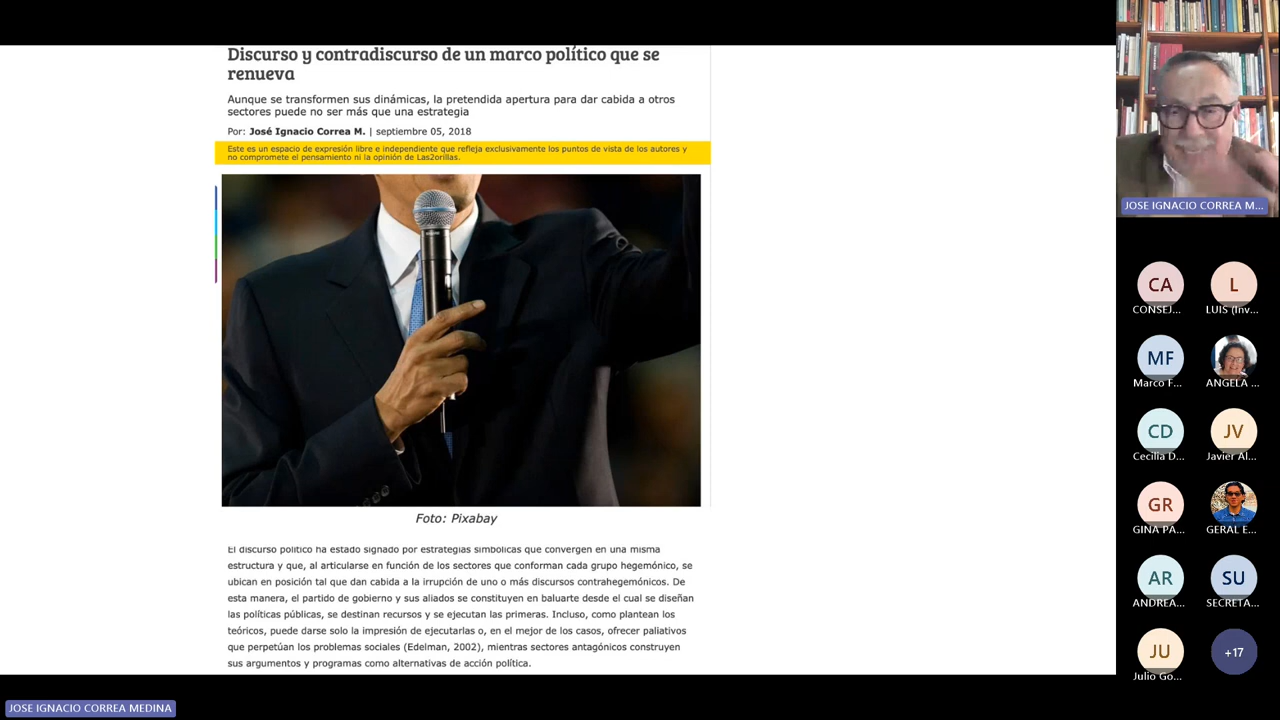 Discurso y contradiscurso de un marco político que se
renueva
Aunque se transformen sus dinámicas, la pretendida apertura para dar cabida a otros
sectores puede no ser más que una estrategia
Por: José Ignacio Correa M. | septiembre 05, 2018
Este es un espacio de expresión libre e independiente que refleja exclusivamente los puntos de vista de los autores y
no compromete el pensamiento ni la opinión de Las2orillas.
Foto: Pixabay
El discurso político ha estado signado por estrategias simbólicas que convergen en una misma
estructura y que, al articularse en función de los sectores que conforman cada grupo hegemónico, se
ubican en posición tal que dan cabida a la irrupción de uno o más discursos contrahegemónicos. De
esta manera, el partido de gobierno y sus aliados se constituyen en baluarte desde el cual se diseñan
las políticas públicas, se destinan recursos y se ejecutan las primeras. Incluso, como plantean los
teóricos, puede darse solo la impresión de ejecutarlas o, en el mejor de los casos, ofrecer paliativos
que perpetúan los problemas sociales (Edelman, 2002), mientras sectores antagónicos construyen
sus argumentos y programas como alternativas de acción política.
JOSE IGNACIO CORREA M...
CA
L
CONSEJ...
LUIS (Inv...
MF
Marco F...
ANGELA ...
CD
JV
Cecilia D...
Javier Al...
GR
GINA PA...
GERAL E...
AR
SU
ANDREA...
SECRETA...
JU
+17
Julio Go...
JOSE IGNACIO CORREA MEDINA